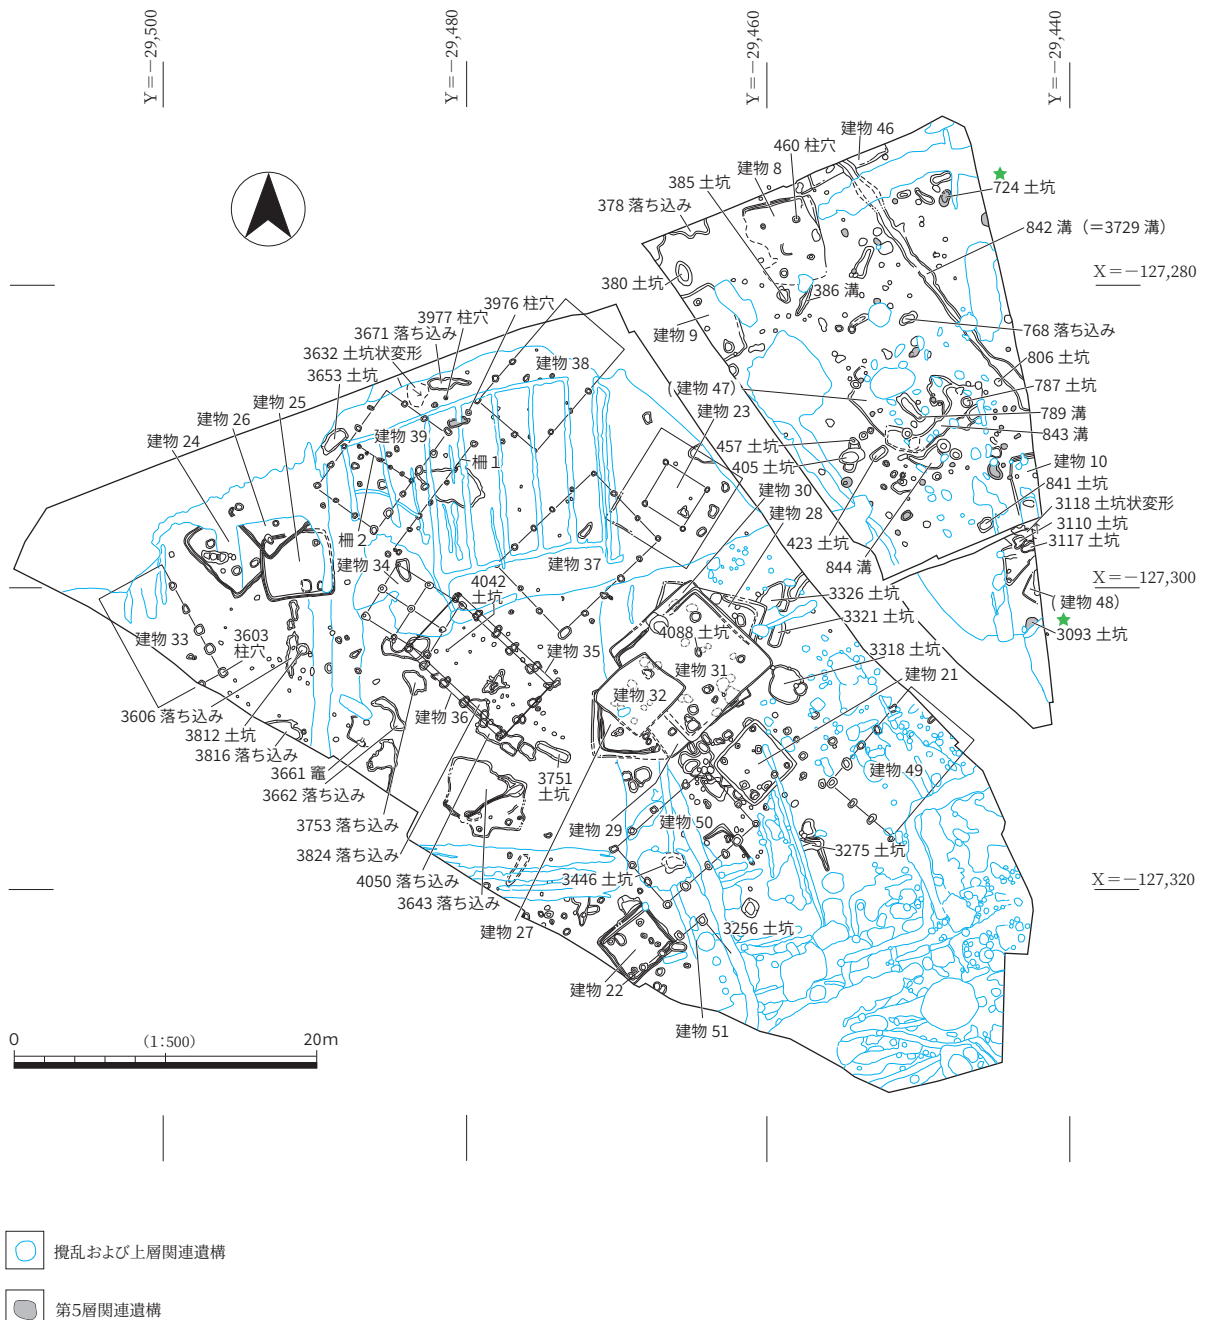 Y＝－29,500
Y＝－29,480
Y＝－29,460
Y＝－29,440
建物 46
460 柱穴
建物 8
385 土坑
378 落ち込み
724 土坑
842 溝（＝3729 溝）
X＝－127,280
380 土坑
386 溝
3976 柱穴
3977 柱穴
3671 落ち込み
3632 土坑状変形
3653 土坑
建物 9
768 落ち込み
806 土坑
建物 38
(建物 47)
787 土坑
建物 25
建物 23
789 溝
建物 26
建物 24
建物 39
843 溝
457 土坑
柵 1
405 土坑
建物 10
841 土坑
建物 30
3118 土坑状変形
建物 28
3110 土坑
3117 土坑
柵 2
423 土坑
建物 34
建物 37
844 溝
4042
土坑
X＝－127,300
3326 土坑
(建物 48)
3321 土坑
建物 33
3603
柱穴
4088 土坑
3093 土坑
建物 35
3318 土坑
建物 31
建物 21
建物 32
3606 落ち込み
建物 36
3812 土坑
3816 落ち込み
3661 竈
3751
土坑
建物 49
3662 落ち込み
3753 落ち込み
建物 29
建物 50
3824 落ち込み
3275 土坑
4050 落ち込み
3446 土坑
X＝－127,320
3643 落ち込み
建物 27
3256 土坑
建物 22
建物 51
0
（1：500）
20m
攪乱および上層関連遺構
第5層関連遺構